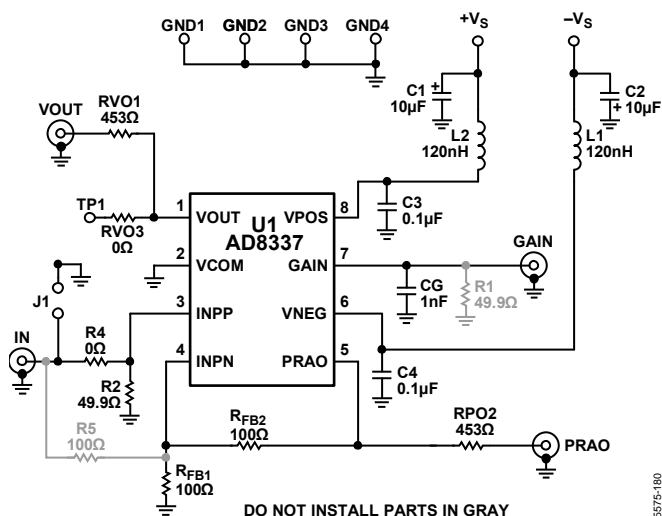 GND1 GND2 GND3 GND4
+VS
–VS
C1
10µF
+
C2
10µF
+
VOUT
RVO1
453Ω
L2
120nH
L1
120nH
TP1
RVO3
0Ω
C3
0.1µF
1 VOUT
VPOS 8
U1
AD8337
2 VCOM
GAIN 7
GAIN
CG
1nF
R1
49.9Ω
J1
3 INPP
VNEG 6
IN
R4
0Ω
4 INPN
PRAO 5
R2
49.9Ω
C4
0.1µF
R5
100Ω
RFB2
100Ω
RPO2
453Ω
PRAO
RFB1
100Ω
DO NOT INSTALL PARTS IN GRAY
5575-180